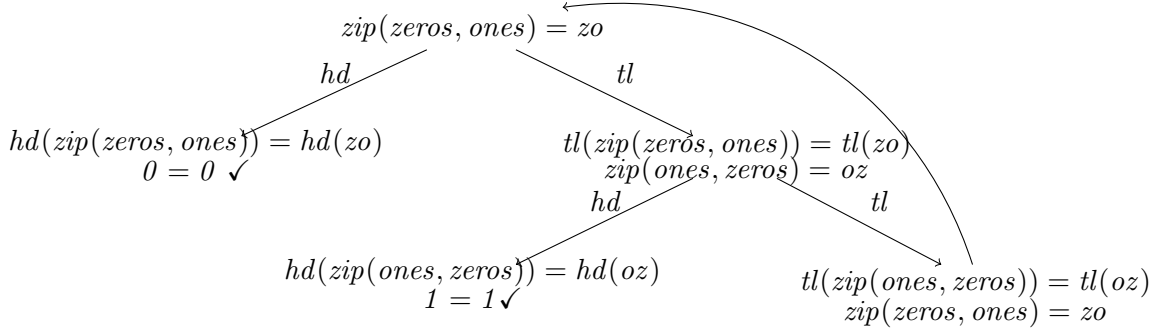 zip(zeros, ones) = zo
hd
tl
hd(zip(zeros, ones)) = hd(zo)
0 = 0 ✓
tl(zip(zeros, ones)) = tl(zo)
zip(ones, zeros) = oz
hd
tl
hd(zip(ones, zeros)) = hd(oz)
1 = 1✓
tl(zip(ones, zeros)) = tl(oz)
zip(zeros, ones) = zo